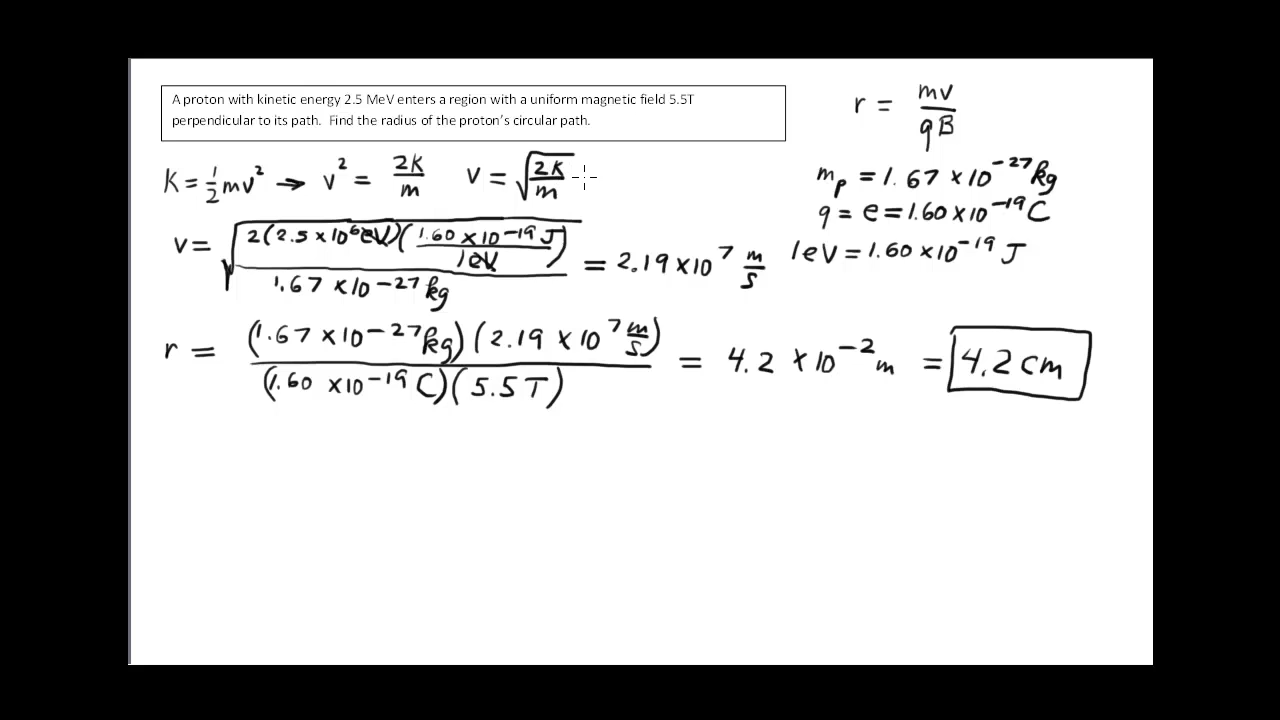 A proton with kinetic energy 2.5 MeV enters a region with a uniform magnetic field 5.5T
perpendicular to its path. Find the radius of the proton's circular path.
r = mv/qB
K = ½mv² → v² = 2K/m v = √(2K/m)
m_p = 1.67 × 10⁻²⁷ kg
q = e = 1.60 × 10⁻¹⁹ C
1eV = 1.60 × 10⁻¹⁹ J
v = √(2(2.5 × 10⁶ eV)(1.60 × 10⁻¹⁹ J/1eV)/1.67 × 10⁻²⁷ kg) = 2.19 × 10⁷ m/s
r = (1.67 × 10⁻²⁷ kg)(2.19 × 10⁷ m/s)/(1.60 × 10⁻¹⁹ C)(5.5T) = 4.2 × 10⁻² m = 4.2 cm